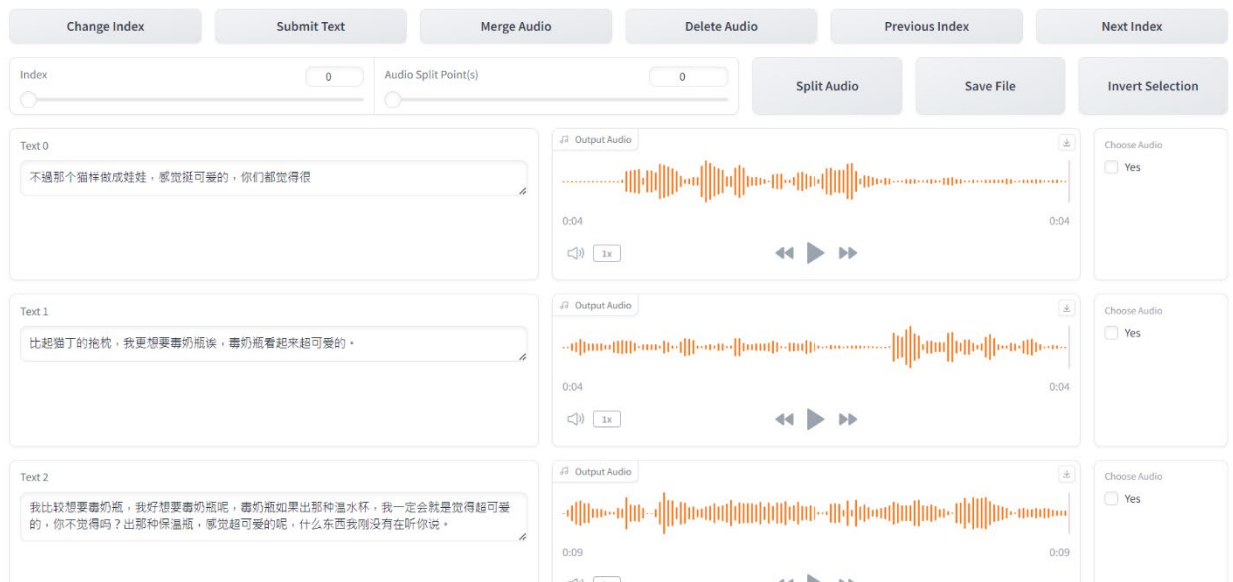 Change Index
Submit Text
Merge Audio
Delete Audio
Previous Index
Next Index
Index
0
Audio Split Point(s)
0
Split Audio
Save File
Invert Selection
Text 0
Output Audio
Choose Audio
Yes
不過那个猫样做成娃娃，感觉挺可爱的，你们都觉得很
0:04
0:04
1x
Text 1
Output Audio
Choose Audio
Yes
比起猫丁的抱枕，我更想要毒奶瓶诶，毒奶瓶看起来超可爱的。
0:04
0:04
1x
Text 2
Output Audio
Choose Audio
Yes
我比较想要毒奶瓶，我好想要毒奶瓶呢，毒奶瓶如果出那种温水杯，我一定会就是觉得超可爱
的，你不觉得吗？出那种保温瓶，感觉超可爱的呢，什么东西我刚没有在听你说。
0:09
0:09